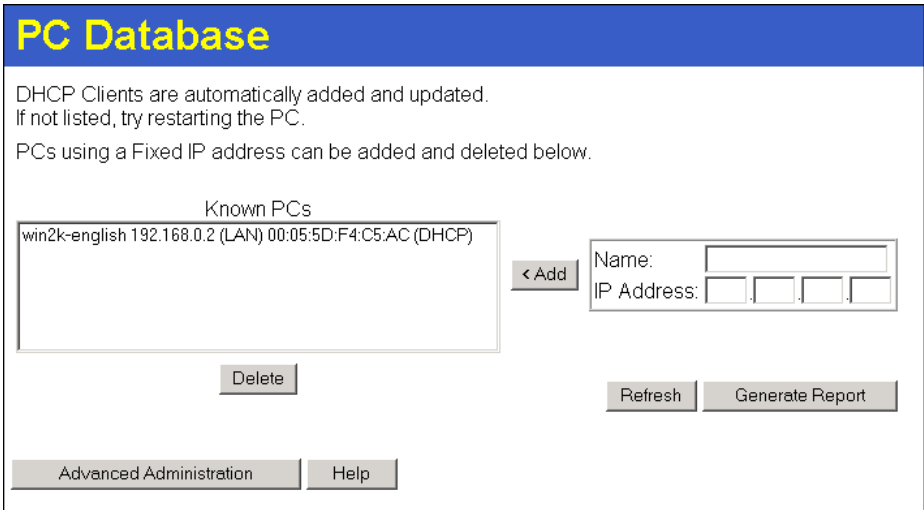 PC Database
DHCP Clients are automatically added and updated.
If not listed, try restarting the PC.
PCs using a Fixed IP address can be added and deleted below.
Known PCs
win2k-english 192.168.0.2 (LAN) 00:05:5D:F4:C5:AC (DHCP)
< Add
Name:
IP Address: . . .
Delete
Refresh Generate Report
Advanced Administration Help